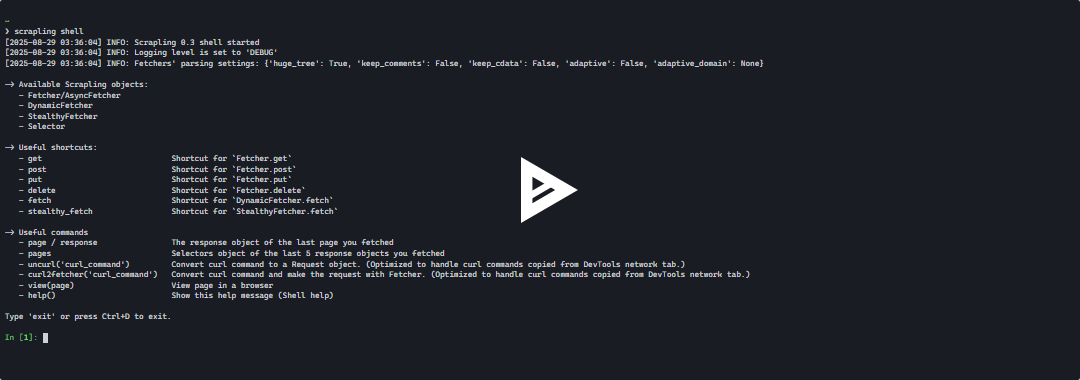 ~
❯ scrapling shell
[2025-08-29 03:36:04] INFO: Scrapling 0.3 shell started
[2025-08-29 03:36:04] INFO: Logging level is set to 'DEBUG'
[2025-08-29 03:36:04] INFO: Fetchers' parsing settings: {'huge_tree': True, 'keep_comments': False, 'keep_cdata': False, 'adaptive': False, 'adaptive_domain': None}

-> Available Scrapling objects:
- Fetcher/AsyncFetcher
- DynamicFetcher
- StealthyFetcher
- Selector

-> Useful shortcuts:
- get Shortcut for `Fetcher.get`
- post Shortcut for `Fetcher.post`
- put Shortcut for `Fetcher.put`
- delete Shortcut for `Fetcher.delete`
- fetch Shortcut for `DynamicFetcher.fetch`
- stealthy_fetch Shortcut for `StealthyFetcher.fetch`

-> Useful commands
- page / response The response object of the last page you fetched
- pages Selectors object of the last 5 response objects you fetched
- uncurl('curl_command') Convert curl command to a Request object. (Optimized to handle curl commands copied from DevTools network tab.)
- curl2fetcher('curl_command') Convert curl command and make the request with Fetcher. (Optimized to handle curl commands copied from DevTools network tab.)
- view(page) View page in a browser
- help() Show this help message (Shell help)

Type 'exit' or press Ctrl+D to exit.

In [1]: